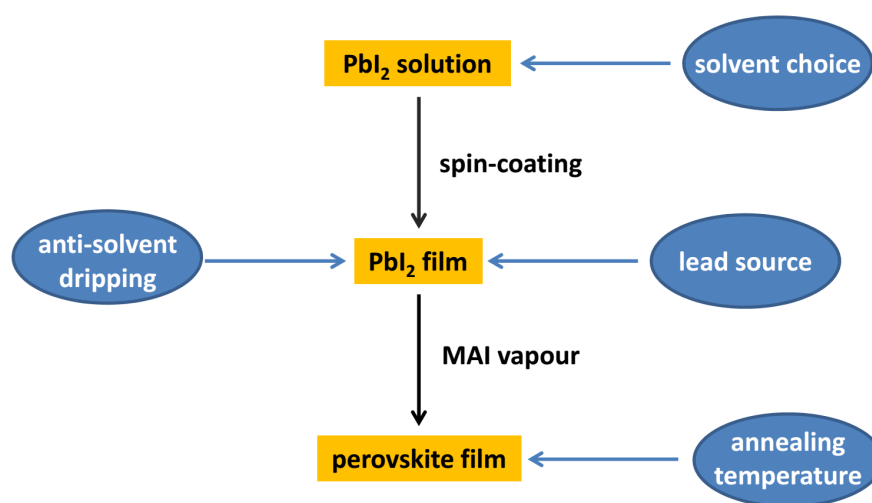 PbI₂ solution
solvent choice
spin-coating
anti-solvent
dripping
PbI₂ film
lead source
MAI vapour
perovskite film
annealing
temperature